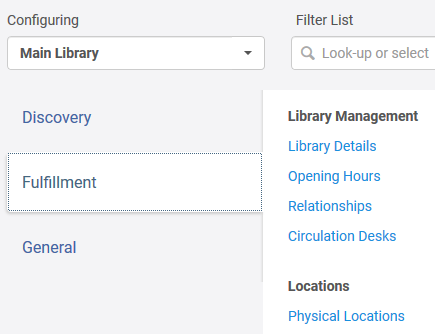 Configuring
Filter List
Main Library
Look-up or select
Discovery
Fulfillment
General
Library Management
Library Details
Opening Hours
Relationships
Circulation Desks
Locations
Physical Locations